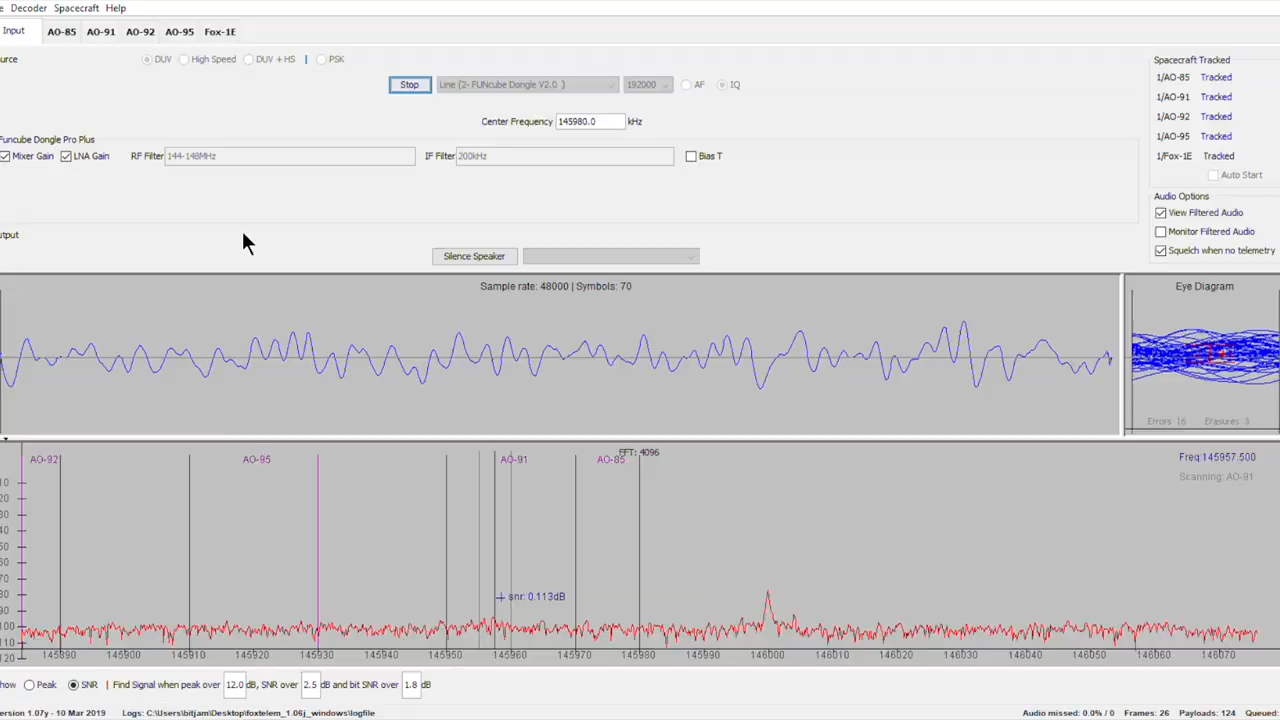 Decoder Spacecraft Help
Input AO-85 AO-91 AO-92 AO-95 Fox-1E
DUV High Speed DUV + HS PSK
Stop Line (2- FUNcube Dongle V2.0 ) 192000 AF IQ
Center Frequency 145980.0 kHz
Funcube Dongle Pro Plus
Mixer Gain LNA Gain RF Filter 144-148MHz IF Filter 200kHz Bias T
Silence Speaker
Spacecraft Tracked
1/AO-85 Tracked
1/AO-91 Tracked
1/AO-92 Tracked
1/AO-95 Tracked
1/Fox-1E Tracked
Auto Start
Audio Options
View Filtered Audio
Monitor Filtered Audio
Squelch when no telemetry
Sample rate: 48000 | Symbols: 70
Eye Diagram
Errors 16 Erasures 3
FFT: 4096
AO-92 AO-95 AO-91 AO-85
Freq:145957.500
Scanning: AO-91
snr: 0.113dB
145890 145900 145910 145920 145930 145940 145950 145960 145970 145980 145990 146000 146010 146020 146030 146040 146050 146060 146070
Peak SNR Find Signal when peak over 12.0 dB, SNR over 2.5 dB and bit SNR over 1.8 dB
Version 1.07y - 10 Mar 2019 Logs: C:\Users\bitjam\Desktop\foxtelem_1.06j_windows\logfile Audio missed: 0.0% / 0 Frames: 26 Payloads: 124 Queued: